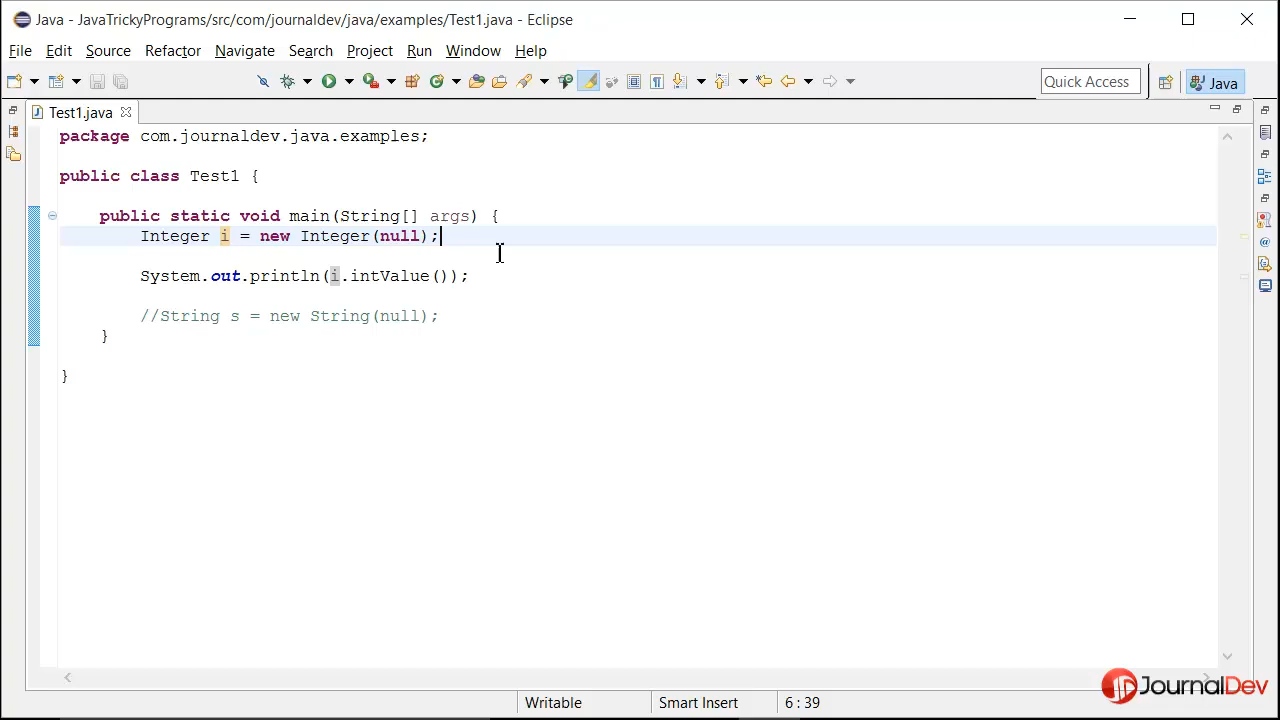 Java - JavaTrickyPrograms/src/com/journaldev/java/examples/Test1.java - Eclipse
File Edit Source Refactor Navigate Search Project Run Window Help
Quick Access Java
Test1.java
package com.journaldev.java.examples;
public class Test1 {
public static void main(String[] args) {
Integer i = new Integer(null);
System.out.println(i.intValue());
//String s = new String(null);
}
}
JournalDev
Writable Smart Insert 6 : 39